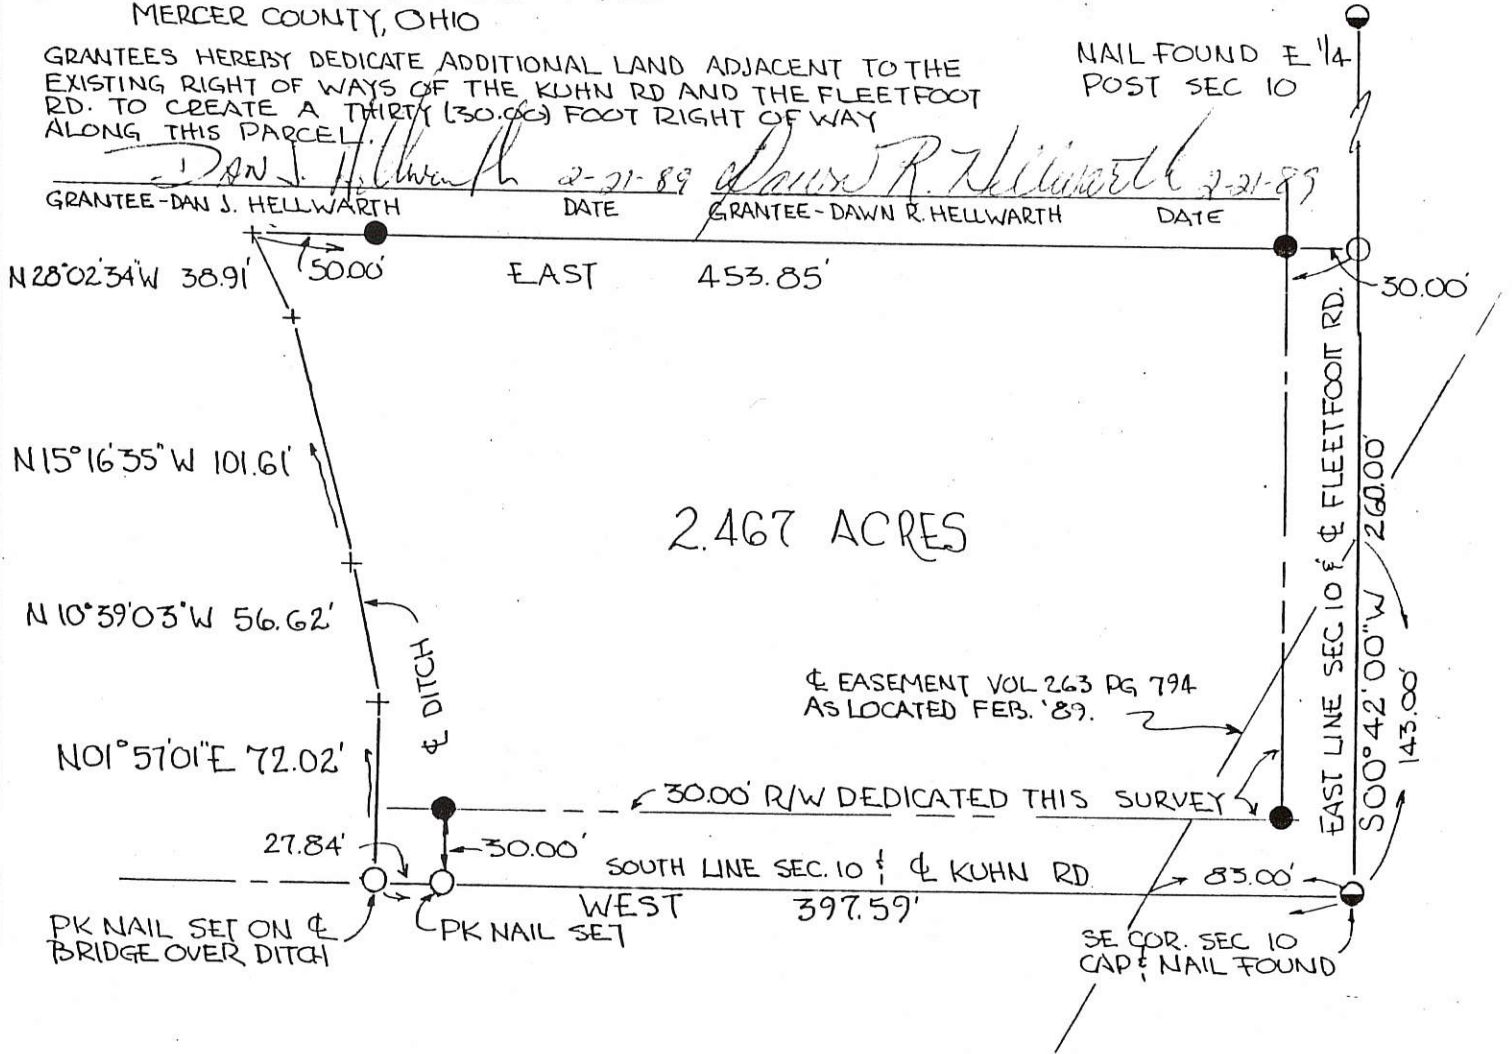 MERCER COUNTY, OHIO
GRANTEES HEREBY DEDICATE ADDITIONAL LAND ADJACENT TO THE
EXISTING RIGHT OF WAYS OF THE KUHN RD AND THE FLEETFOOT
RD. TO CREATE A THIRTY (30.00) FOOT RIGHT OF WAY
ALONG THIS PARCEL.
NAIL FOUND E 1/4
POST SEC 10
Dan J. Hellwarth 2-21-89 Dawn R. Hellwarth 2-21-89
GRANTEE-DAN J. HELLWARTH DATE GRANTEE-DAWN R. HELLWARTH DATE
N28°02'34"W 38.91' 50.00' EAST 453.85' 30.00'
N15°16'35"W 101.61'
2.467 ACRES
N10°39'03"W 56.62'
℄ DITCH
EAST LINE SEC 10 & ℄ FLEETFOOT RD.
S00°42'00"W 260.00'
143.00'
℄ EASEMENT VOL 263 PG 794
AS LOCATED FEB. '89.
N01°57'01"E 72.02'
30.00' R/W DEDICATED THIS SURVEY
27.84' 30.00' SOUTH LINE SEC. 10 & ℄ KUHN RD. 83.00'
WEST 397.59'
PK NAIL SET ON ℄
BRIDGE OVER DITCH
PK NAIL SET
SE COR. SEC 10
CAP & NAIL FOUND